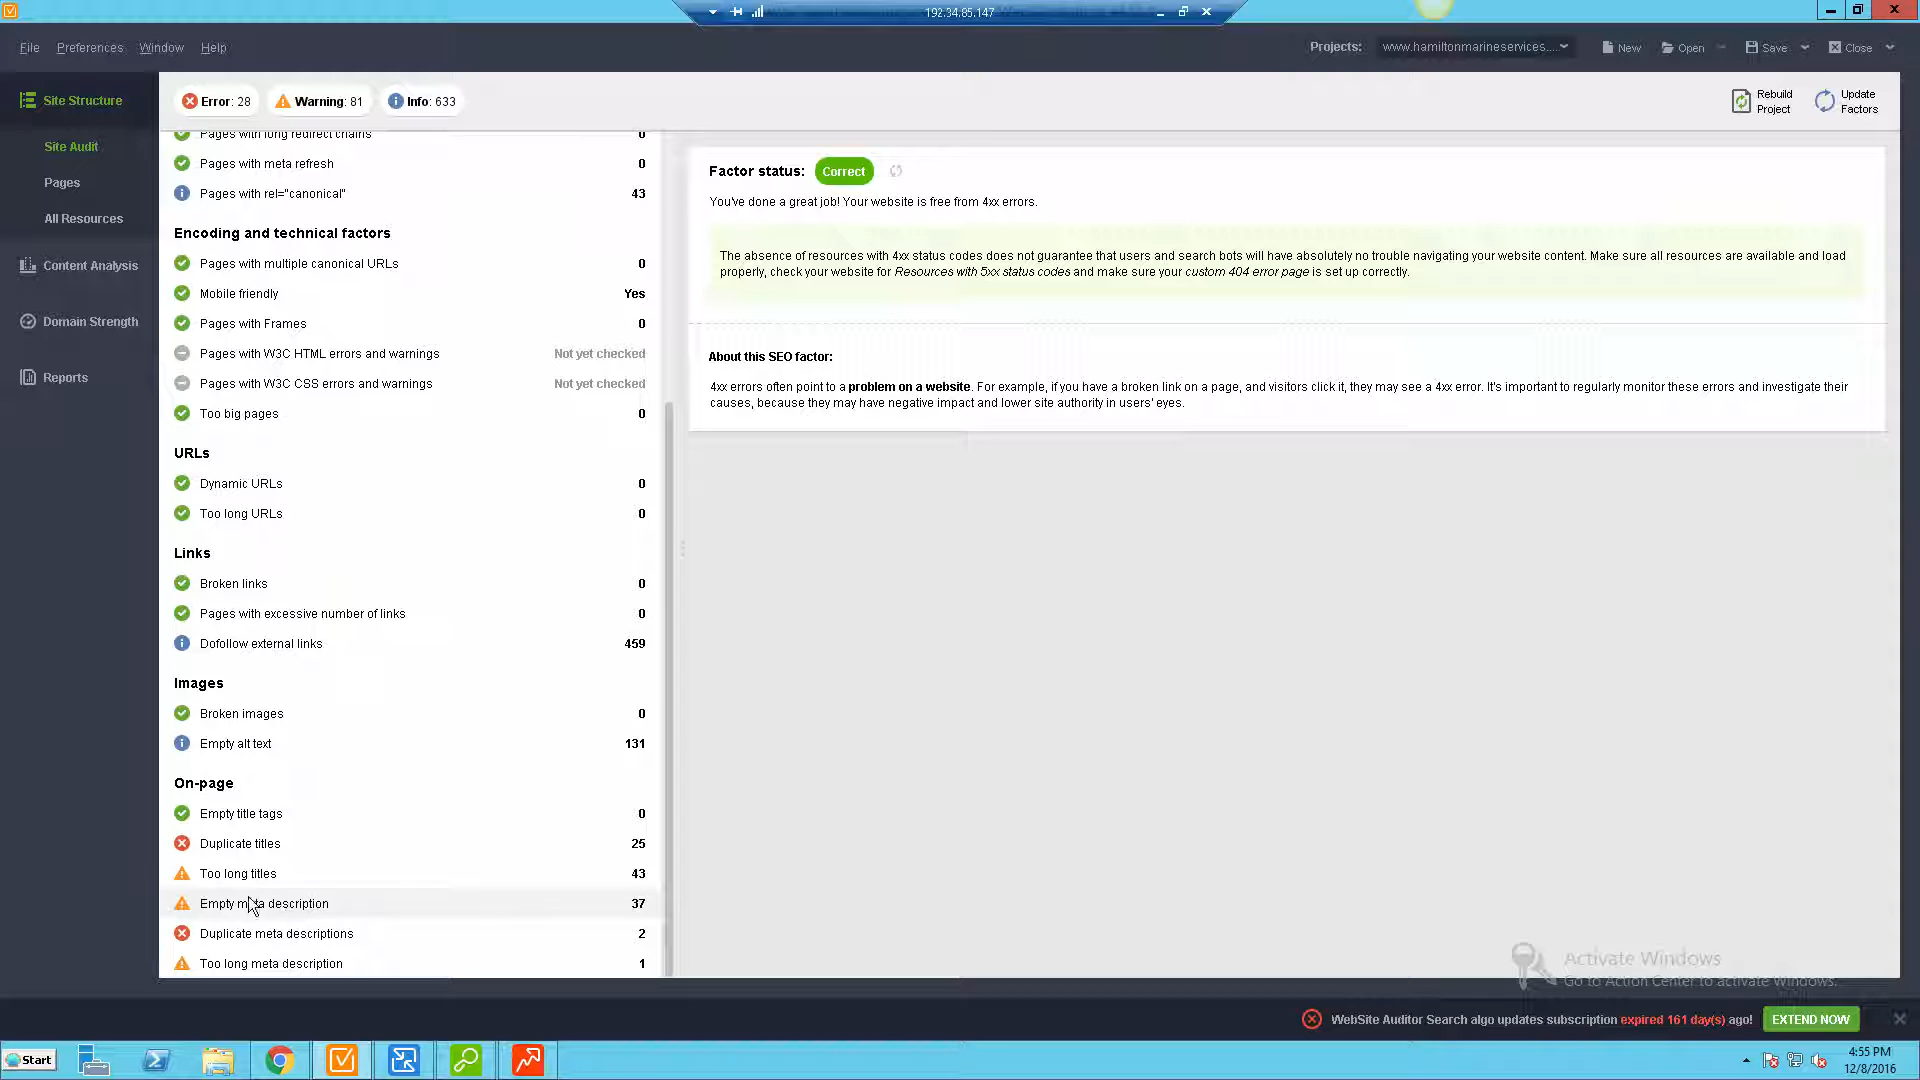 192.34.85.147
File Preferences Window Help
Projects: www.hamiltonmarineservices.... New Open Save Close
Site Structure
Site Audit
Pages
All Resources
Content Analysis
Domain Strength
Reports
Error: 28 Warning: 81 Info: 633
Rebuild Project
Update Factors
Pages with long redirect chains 0
Pages with meta refresh 0
Pages with rel="canonical" 43
Encoding and technical factors
Pages with multiple canonical URLs 0
Mobile friendly Yes
Pages with Frames 0
Pages with W3C HTML errors and warnings Not yet checked
Pages with W3C CSS errors and warnings Not yet checked
Too big pages 0
URLs
Dynamic URLs 0
Too long URLs 0
Links
Broken links 0
Pages with excessive number of links 0
Dofollow external links 459
Images
Broken images 0
Empty alt text 131
On-page
Empty title tags 0
Duplicate titles 25
Too long titles 43
Empty meta description 37
Duplicate meta descriptions 2
Too long meta description 1
Factor status: Correct
You've done a great job! Your website is free from 4xx errors.
The absence of resources with 4xx status codes does not guarantee that users and search bots will have absolutely no trouble navigating your website content. Make sure all resources are available and load
properly, check your website for Resources with 5xx status codes and make sure your custom 404 error page is set up correctly.
About this SEO factor:
4xx errors often point to a problem on a website. For example, if you have a broken link on a page, and visitors click it, they may see a 4xx error. It's important to regularly monitor these errors and investigate their
causes, because they may have negative impact and lower site authority in users' eyes.
Activate Windows
Go to Action Center to activate Windows.
WebSite Auditor Search algo updates subscription expired 161 day(s) ago! EXTEND NOW
Start
4:55 PM
12/8/2016